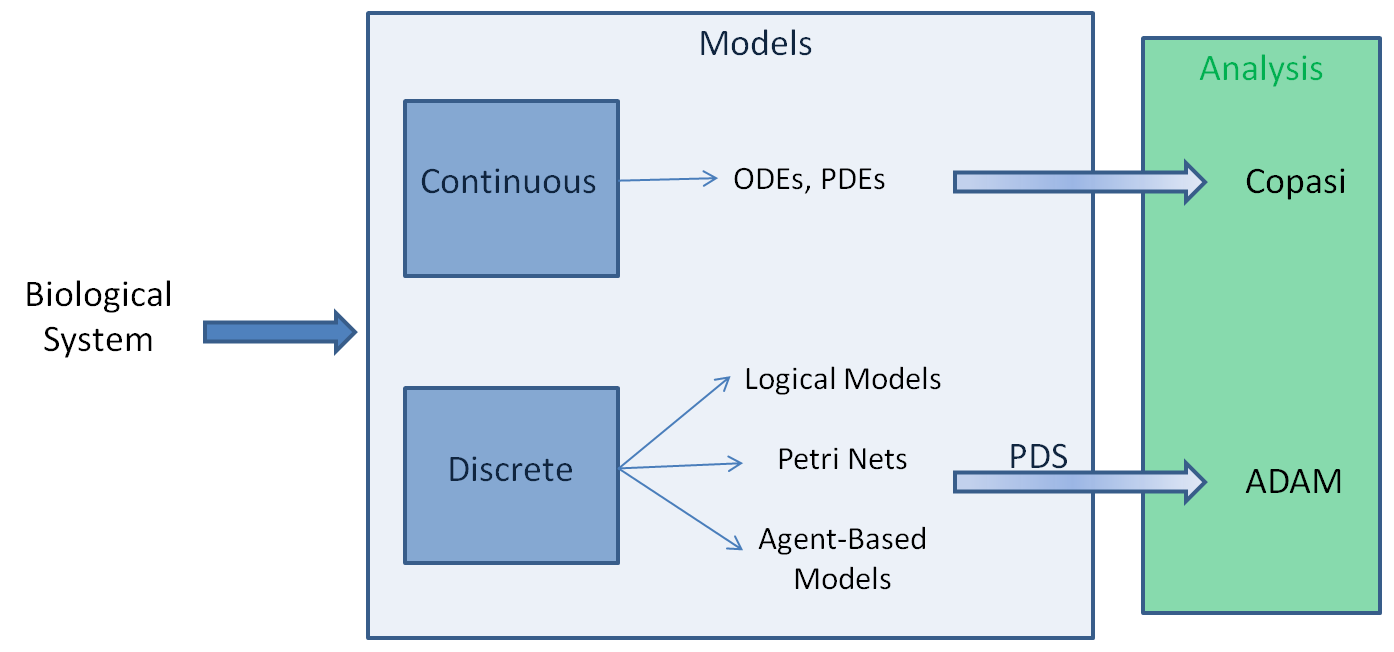 Models
Analysis
Continuous
ODEs, PDEs
Copasi
Biological
System
Logical Models
Discrete
Petri Nets
PDS
ADAM
Agent-Based
Models